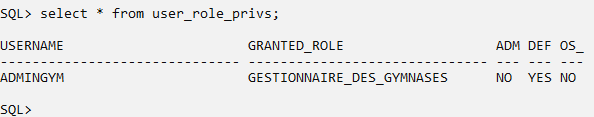 SQL> select * from user_role_privs;
USERNAME GRANTED_ROLE ADM DEF OS_
------------------------------ ------------------------------ --- --- ---
ADMINGYM GESTIONNAIRE_DES_GYMNASES NO YES NO
SQL>